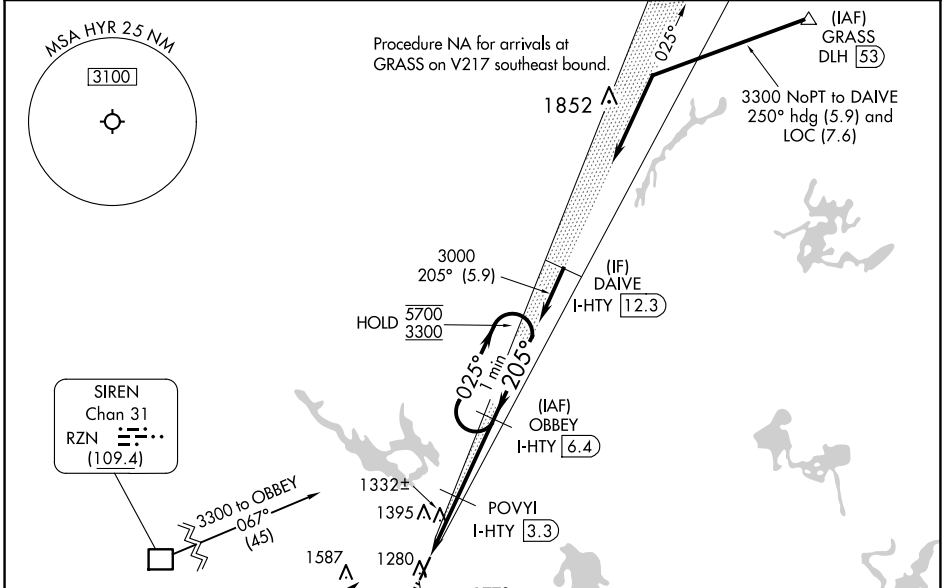 MSA HYR 25 NM
3100
Procedure NA for arrivals at
GRASS on V217 southeast bound.
025°
(IAF)
GRASS
DLH 53
1852
3300 NoPT to DAIVE
250° hdg (5.9) and
LOC (7.6)
3000
205° (5.9)
(IF)
DAIVE
I-HTY 12.3
HOLD 5700
3300
025°
1 min
205°
(IAF)
OBBEY
I-HTY 6.4
SIREN
Chan 31
RZN
(109.4)
3300 to OBBEY
067°
(45)
1332±
1395
POVYI
I-HTY 3.3
1587
1280